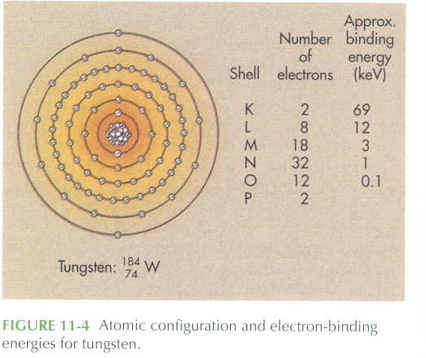 Approx.
Number binding
of energy
Shell electrons (keV)
K 2 69
L 8 12
M 18 3
N 32 1
O 12 0.1
P 2
Tungsten: 184 74 W
FIGURE 11-4 Atomic configuration and electron-binding
energies for tungsten.